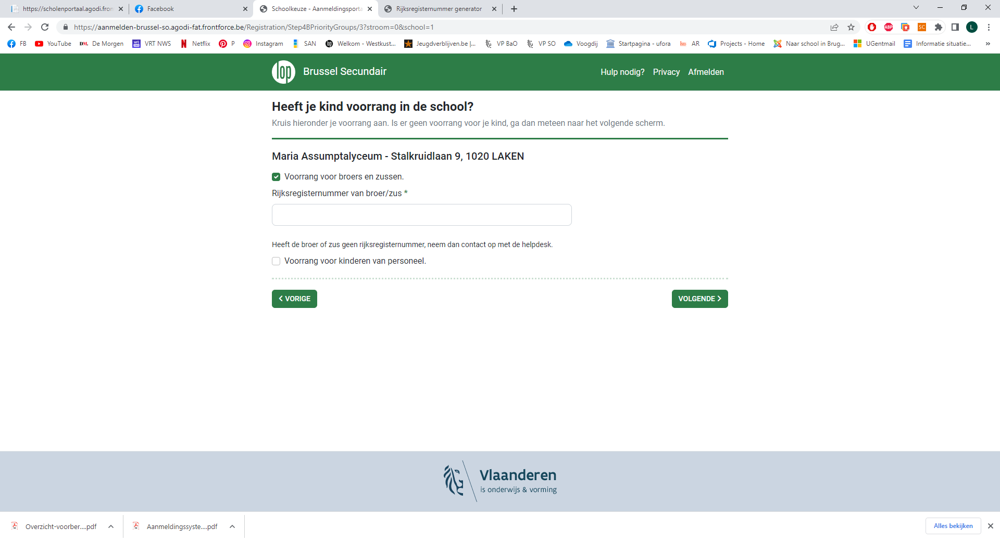 https://scholenportaal.agodi.fron
Facebook
Schoolkeuze - Aanmeldingsporta
Rijksregisternummer generator
https://aanmelden-brussel-so.agodi-fat.frontforce.be/Registration/Step4BPriorityGroups/3?stroom=0&school=1
ABP
SC
L
FB
YouTube
DM. De Morgen
VRT NWS
Netflix
P
Instagram
SAN
lop Welkom - Westkust...
Jeugdverblijven.be |...
VP BaO
VP SO
Voogdij
Startpagina - ufora
AR
Projects - Home
Naar school in Brug...
UGentmail
Informatie situatie...
»
lop Brussel Secundair
Hulp nodig? Privacy Afmelden
Heeft je kind voorrang in de school?
Kruis hieronder je voorrang aan. Is er geen voorrang voor je kind, ga dan meteen naar het volgende scherm.
Maria Assumptalyceum - Stalkruidlaan 9, 1020 LAKEN
Voorrang voor broers en zussen.
Rijksregisternummer van broer/zus *
Heeft de broer of zus geen rijksregisternummer, neem dan contact op met de helpdesk.
Voorrang voor kinderen van personeel.
VORIGE
VOLGENDE
Vlaanderen
is onderwijs & vorming
Overzicht-voorber....pdf
Aanmeldingssyste....pdf
Alles bekijken